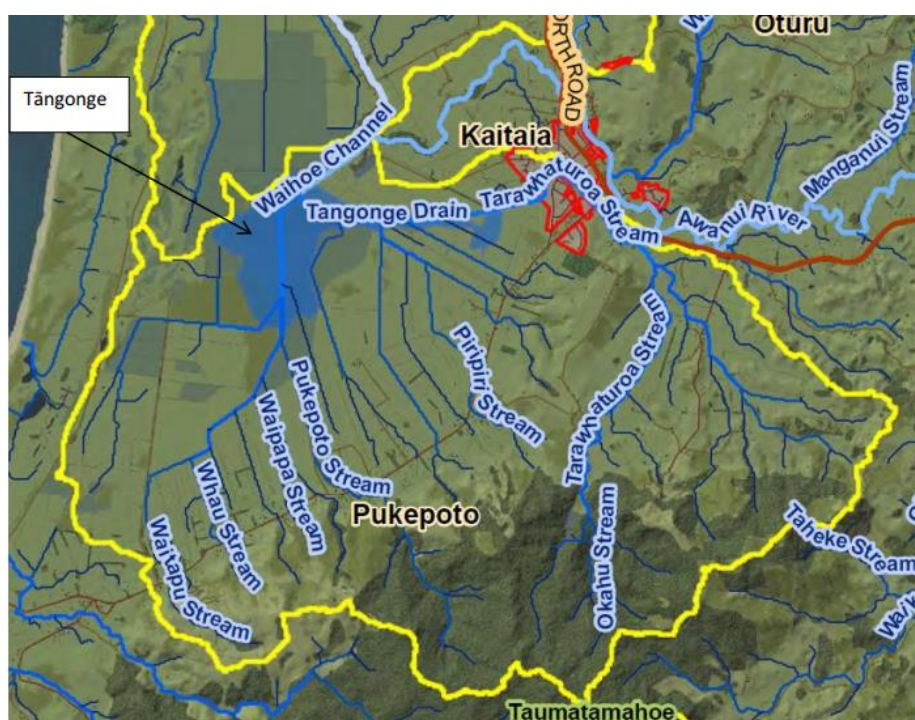 Oturu
ORTH ROAD
Tāngonge
Kaitaia
Waihoe Channel
Manganui Stream
Tangonge Drain
Tarawhaturoa Stream
Awanui River
Piripiri Stream
Tarawhaturoa Stream
Pukepoto Stream
Waipapa Stream
Whau Stream
Waitapu Stream
Pukepoto
Okahu Stream
Taheke Stream
Taumatamahoe